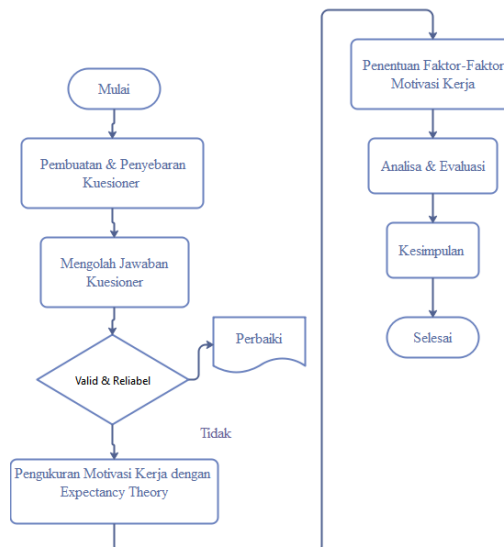 Mulai
Pembuatan & Penyebaran
Kuesioner
Mengolah Jawaban
Kuesioner
Valid & Reliabel
Perbaiki
Tidak
Pengukuran Motivasi Kerja dengan
Expectancy Theory
Penentuan Faktor-Faktor
Motivasi Kerja
Analisa & Evaluasi
Kesimpulan
Selesai